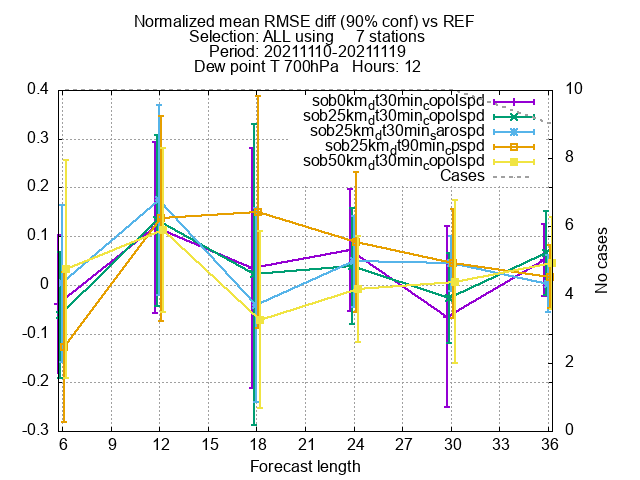 Normalized mean RMSE diff (90% conf) vs REF
Selection: ALL using 7 stations
Period: 20211110-20211119
Dew point T 700hPa Hours: 12
sob0km_dt30min_copolspd
sob25km_dt30min_copolspd
sob25km_dt30min_sarospd
sob25km_dt90min_cpspd
sob50km_dt30min_copolspd
Cases
0.4
0.3
0.2
0.1
0
-0.1
-0.2
-0.3
10
8
6
4
2
0
No cases
6 9 12 15 18 21 24 27 30 33 36
Forecast length